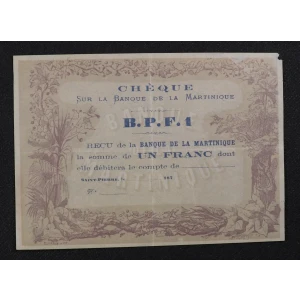 CHÈQUE
SUR LA BANQUE DE LA MARTINIQUE
B.P.F. 1
REÇU de la BANQUE DE LA MARTINIQUE
la somme de UN FRANC dont
elle débitera le compte de
SAINT-PIERRE, le 187